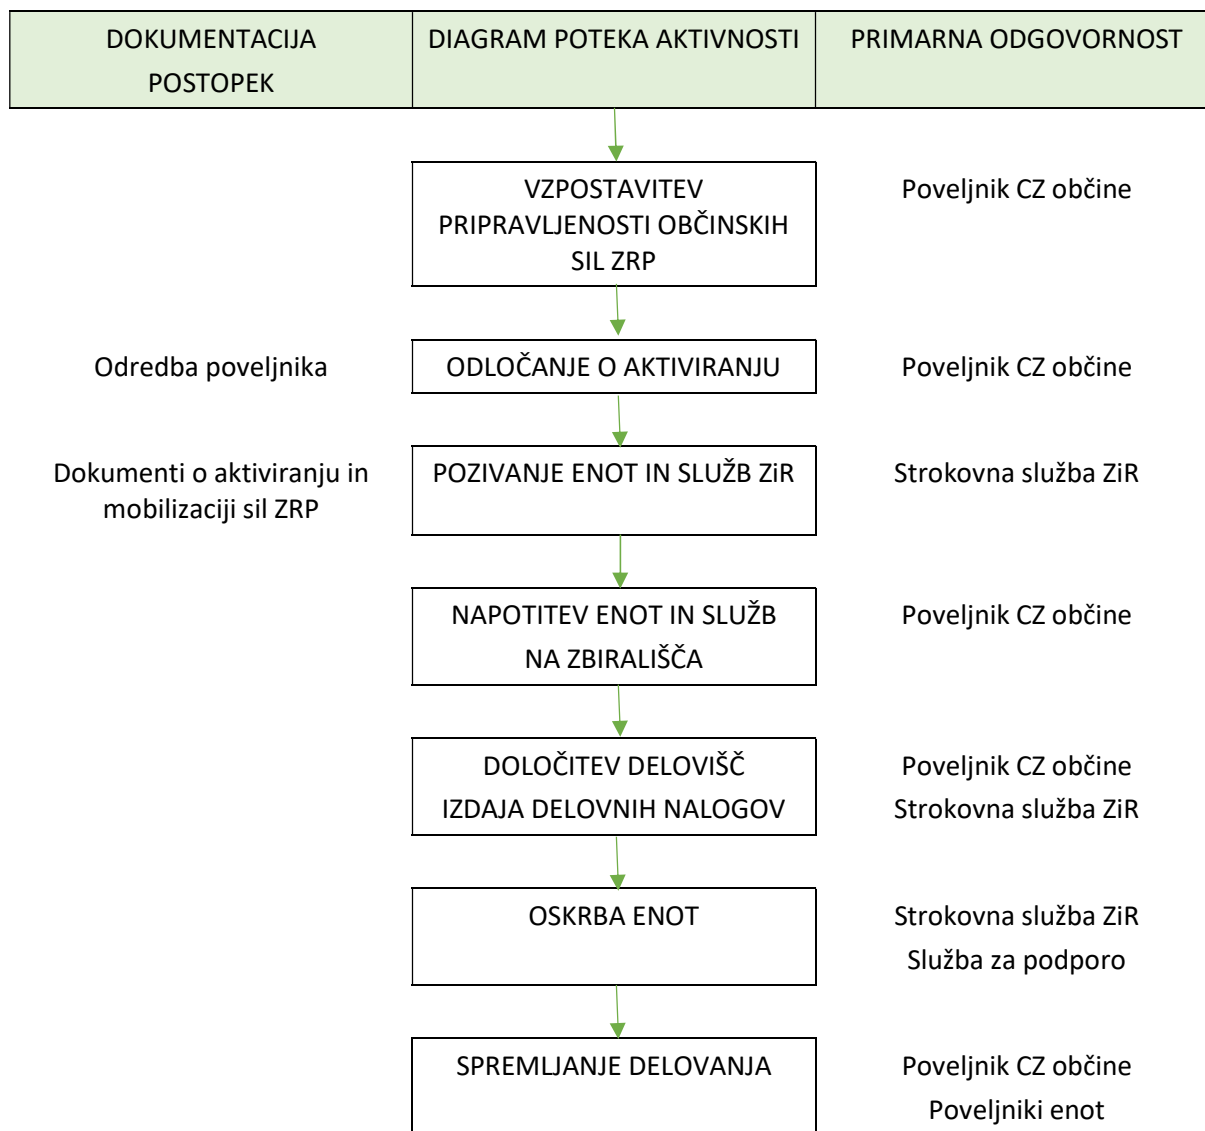 DOKUMENTACIJA
POSTOPEK
DIAGRAM POTEKA AKTIVNOSTI
PRIMARNA ODGOVORNOST
VZPOSTAVITEV
PRIPRAVLJENOSTI OBČINSKIH
SIL ZRP
Poveljnik CZ občine
Odredba poveljnika
ODLOČANJE O AKTIVIRANJU
Poveljnik CZ občine
Dokumenti o aktiviranju in
mobilizaciji sil ZRP
POZIVANJE ENOT IN SLUŽB ZiR
Strokovna služba ZiR
NAPOTITEV ENOT IN SLUŽB
NA ZBIRALIŠČA
Poveljnik CZ občine
DOLOČITEV DELOVIŠČ
IZDAJA DELOVNIH NALOGOV
Poveljnik CZ občine
Strokovna služba ZiR
OSKRBA ENOT
Strokovna služba ZiR
Služba za podporo
SPREMLJANJE DELOVANJA
Poveljnik CZ občine
Poveljniki enot